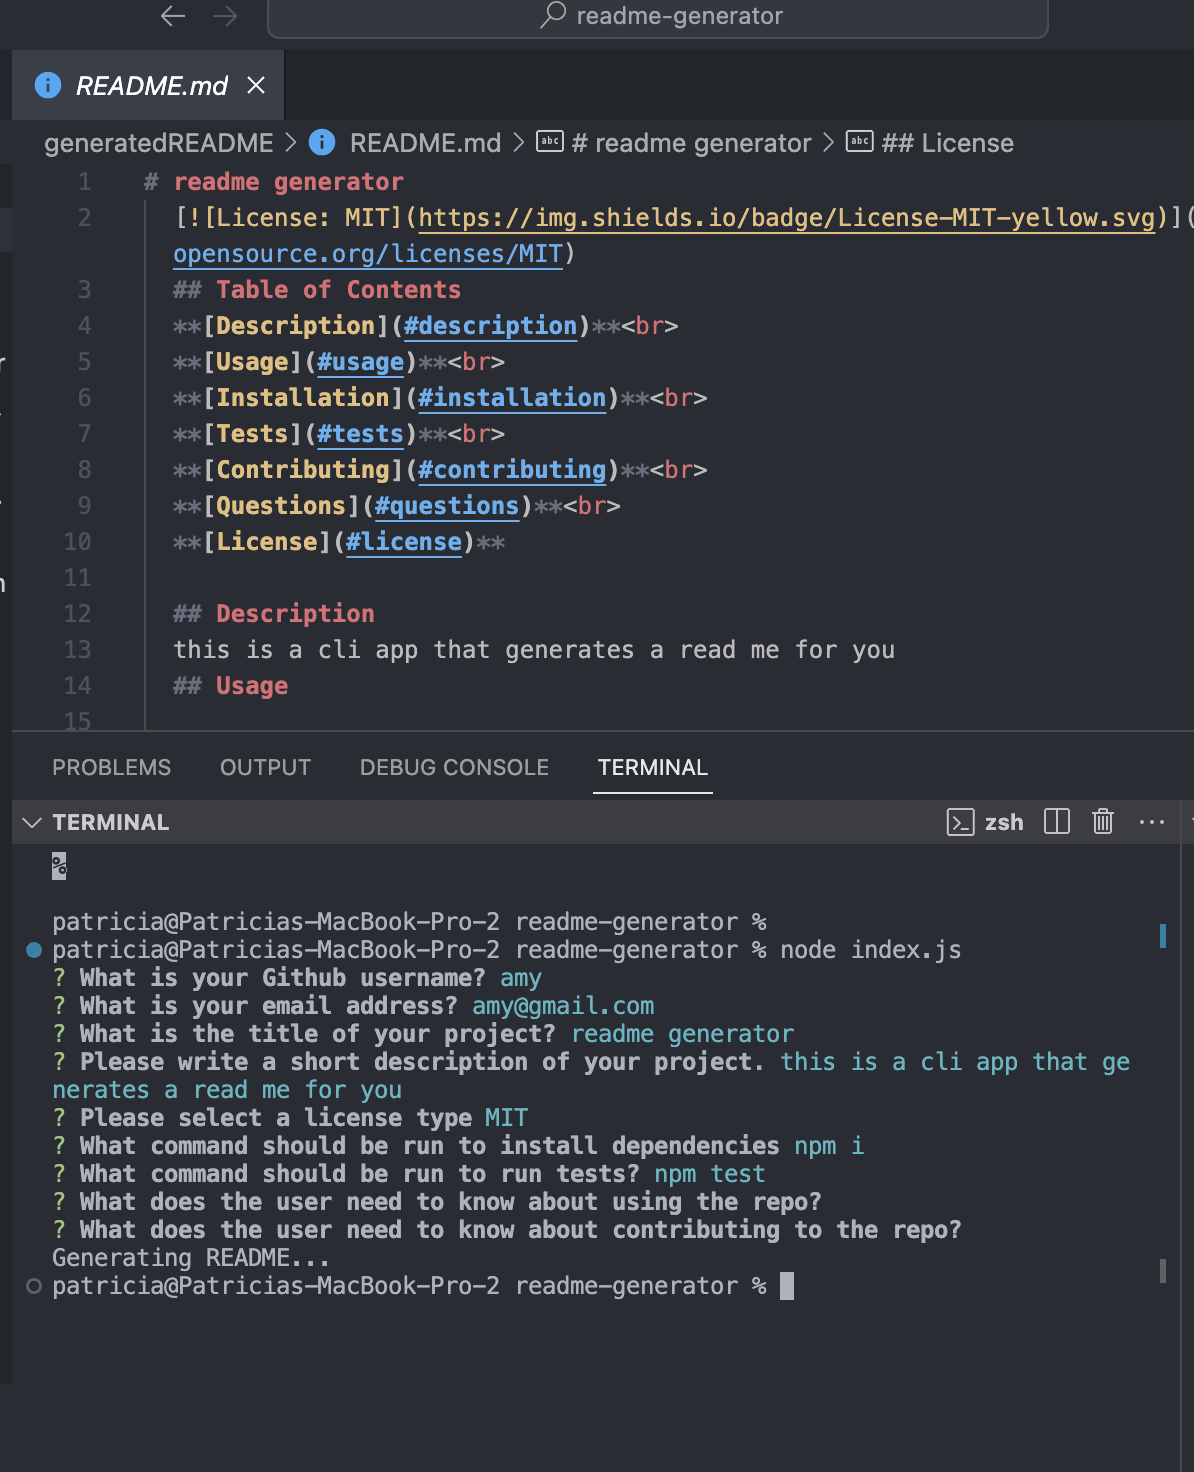 readme-generator
README.md
generatedREADME > README.md > # readme generator > ## License
1 # readme generator
2 [![License: MIT](https://img.shields.io/badge/License-MIT-yellow.svg)](
opensource.org/licenses/MIT)
3 ## Table of Contents
4 **[Description](#description)**<br>
5 **[Usage](#usage)**<br>
6 **[Installation](#installation)**<br>
7 **[Tests](#tests)**<br>
8 **[Contributing](#contributing)**<br>
9 **[Questions](#questions)**<br>
10 **[License](#license)**
11
12 ## Description
13 this is a cli app that generates a read me for you
14 ## Usage
15
PROBLEMS OUTPUT DEBUG CONSOLE TERMINAL
TERMINAL zsh
%
patricia@Patricias-MacBook-Pro-2 readme-generator %
patricia@Patricias-MacBook-Pro-2 readme-generator % node index.js
? What is your Github username? amy
? What is your email address? amy@gmail.com
? What is the title of your project? readme generator
? Please write a short description of your project. this is a cli app that ge
nerates a read me for you
? Please select a license type MIT
? What command should be run to install dependencies npm i
? What command should be run to run tests? npm test
? What does the user need to know about using the repo?
? What does the user need to know about contributing to the repo?
Generating README...
patricia@Patricias-MacBook-Pro-2 readme-generator %